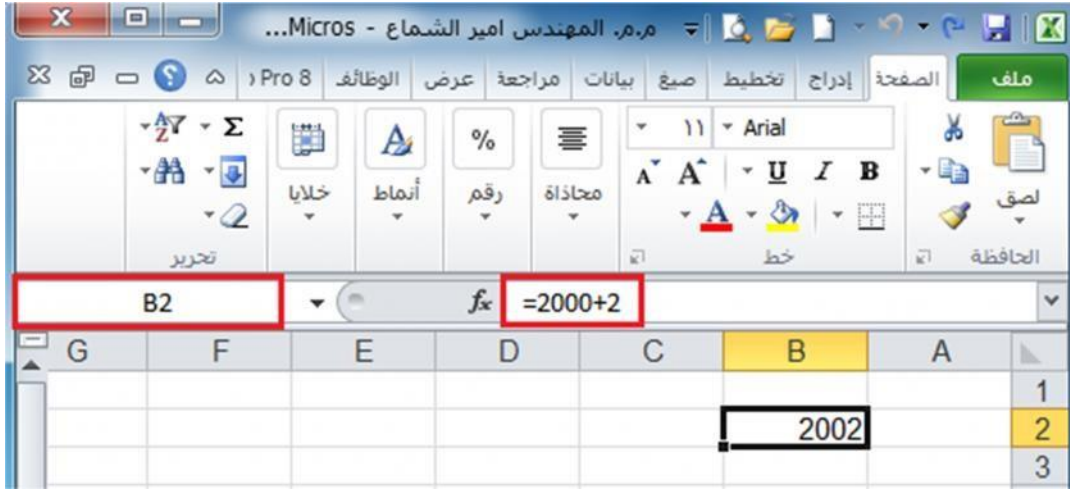 م.م. المهندس امير الشماع - Micros...
ملف الصفحة إدراج تخطيط صيغ بيانات مراجعة عرض الوظائف Pro 8
Arial ١١
B I U A A
A
لصق
% Σ
محاذاة رقم أنماط خلايا
الحافظة خط تحرير
B2 fx =2000+2
A B C D E F G
1
2002 2
3